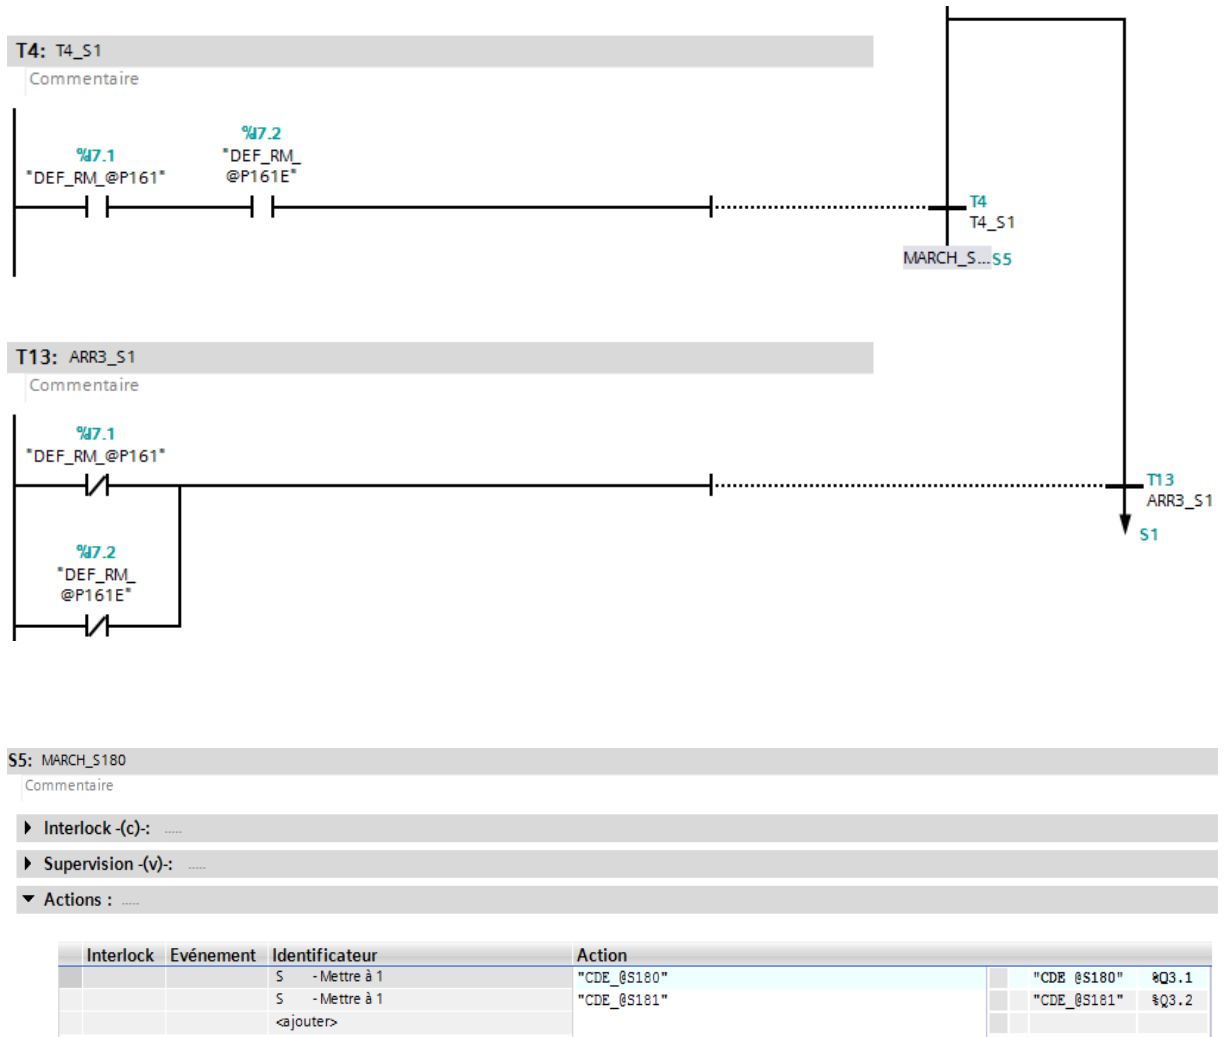 T4: T4_S1
Commentaire
%I7.1
"DEF_RM_@P161"
%I7.2
"DEF_RM_
@P161E"
T4
T4_S1
MARCH_S... S5
T13: ARR3_S1
Commentaire
%I7.1
"DEF_RM_@P161"
%I7.2
"DEF_RM_
@P161E"
T13
ARR3_S1
S1
S5: MARCH_S180
Commentaire
Interlock -(c)-: .....
Supervision -(v)-: .....
Actions : .....
Interlock Evénement Identificateur Action
S - Mettre à 1 "CDE_@S180" "CDE_@S180" %Q3.1
S - Mettre à 1 "CDE_@S181" "CDE_@S181" %Q3.2
<ajouter>